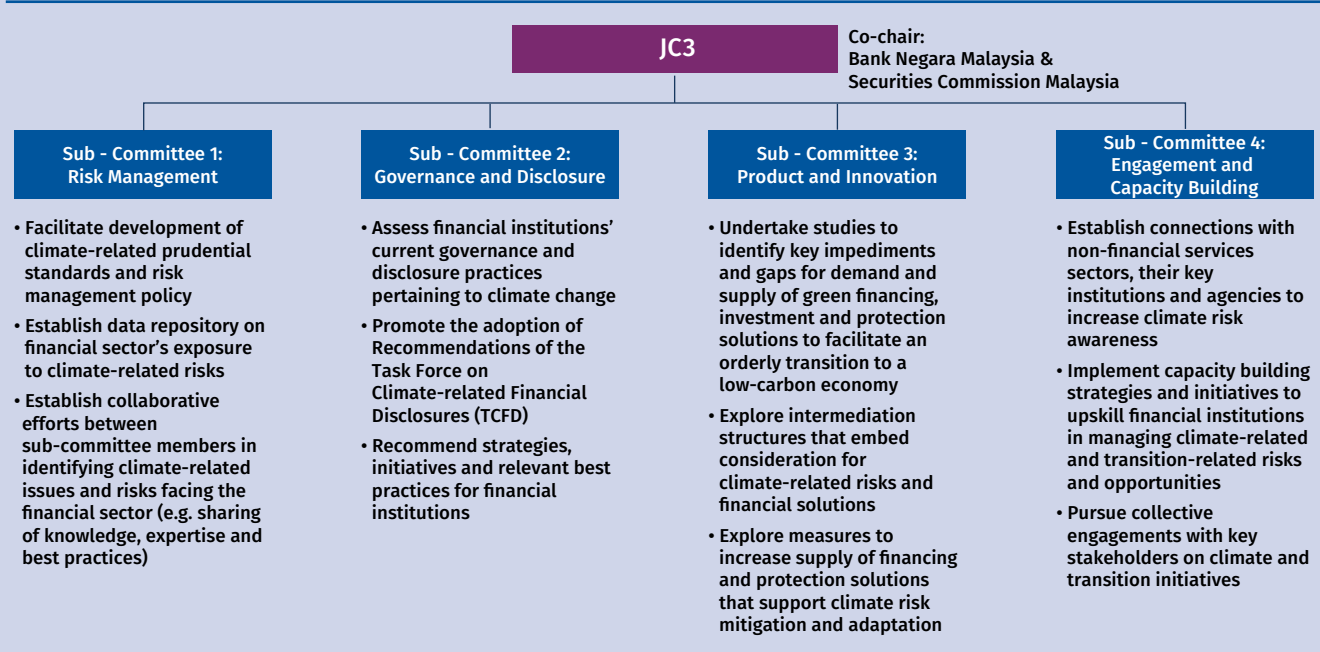 JC3
Co-chair:
Bank Negara Malaysia &
Securities Commission Malaysia
Sub - Committee 1:
Risk Management
• Facilitate development of
climate-related prudential
standards and risk
management policy
• Establish data repository on
financial sector's exposure
to climate-related risks
• Establish collaborative
efforts between
sub-committee members in
identifying climate-related
issues and risks facing the
financial sector (e.g. sharing
of knowledge, expertise and
best practices)
Sub - Committee 2:
Governance and Disclosure
• Assess financial institutions'
current governance and
disclosure practices
pertaining to climate change
• Promote the adoption of
Recommendations of the
Task Force on
Climate-related Financial
Disclosures (TCFD)
• Recommend strategies,
initiatives and relevant best
practices for financial
institutions
Sub - Committee 3:
Product and Innovation
• Undertake studies to
identify key impediments
and gaps for demand and
supply of green financing,
investment and protection
solutions to facilitate an
orderly transition to a
low-carbon economy
• Explore intermediation
structures that embed
consideration for
climate-related risks and
financial solutions
• Explore measures to
increase supply of financing
and protection solutions
that support climate risk
mitigation and adaptation
Sub - Committee 4:
Engagement and
Capacity Building
• Establish connections with
non-financial services
sectors, their key
institutions and agencies to
increase climate risk
awareness
• Implement capacity building
strategies and initiatives to
upskill financial institutions
in managing climate-related
and transition-related risks
and opportunities
• Pursue collective
engagements with key
stakeholders on climate and
transition initiatives